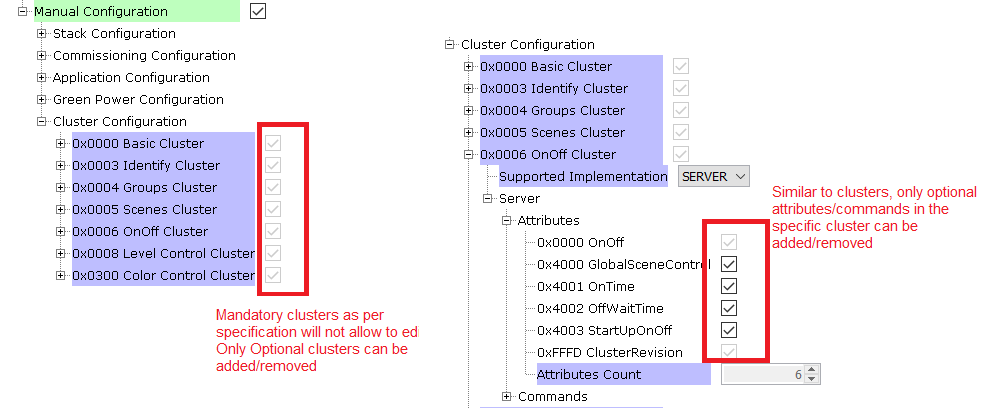 Manual Configuration
Stack Configuration
Commissioning Configuration
Application Configuration
Green Power Configuration
Cluster Configuration
0x0000 Basic Cluster
0x0003 Identify Cluster
0x0004 Groups Cluster
0x0005 Scenes Cluster
0x0006 OnOff Cluster
0x0008 Level Control Cluster
0x0300 Color Control Cluster
Mandatory clusters as per
specification will not allow to ed
Only Optional clusters can be
added/removed
Cluster Configuration
0x0000 Basic Cluster
0x0003 Identify Cluster
0x0004 Groups Cluster
0x0005 Scenes Cluster
0x0006 OnOff Cluster
Supported Implementation SERVER
Server
Attributes
0x0000 OnOff
0x4000 GlobalSceneControl
0x4001 OnTime
0x4002 OffWaitTime
0x4003 StartUpOnOff
0xFFFD ClusterRevision
Attributes Count 6
Commands
Similar to clusters, only optional
attributes/commands in the
specific cluster can be
added/removed